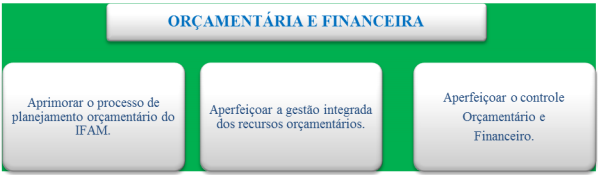 ORÇAMENTÁRIA E FINANCEIRA
Aprimorar o processo de
planejamento orçamentário do
IFAM.
Aperfeiçoar a gestão integrada
dos recursos orçamentários.
Aperfeiçoar o controle
Orçamentário e
Financeiro.